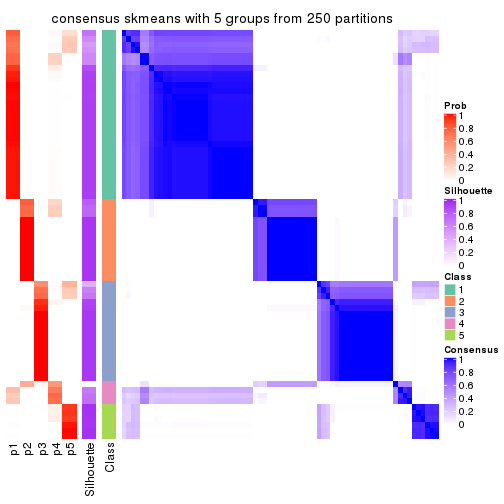 consensus skmeans with 5 groups from 250 partitions
Prob
1
0.8
0.6
0.4
0.2
0
Silhouette
1
0.8
0.6
0.4
0.2
0
Class
1
2
3
4
5
Consensus
1
0.8
0.6
0.4
0.2
0
p1
p2
p3
p4
p5
Silhouette
Class